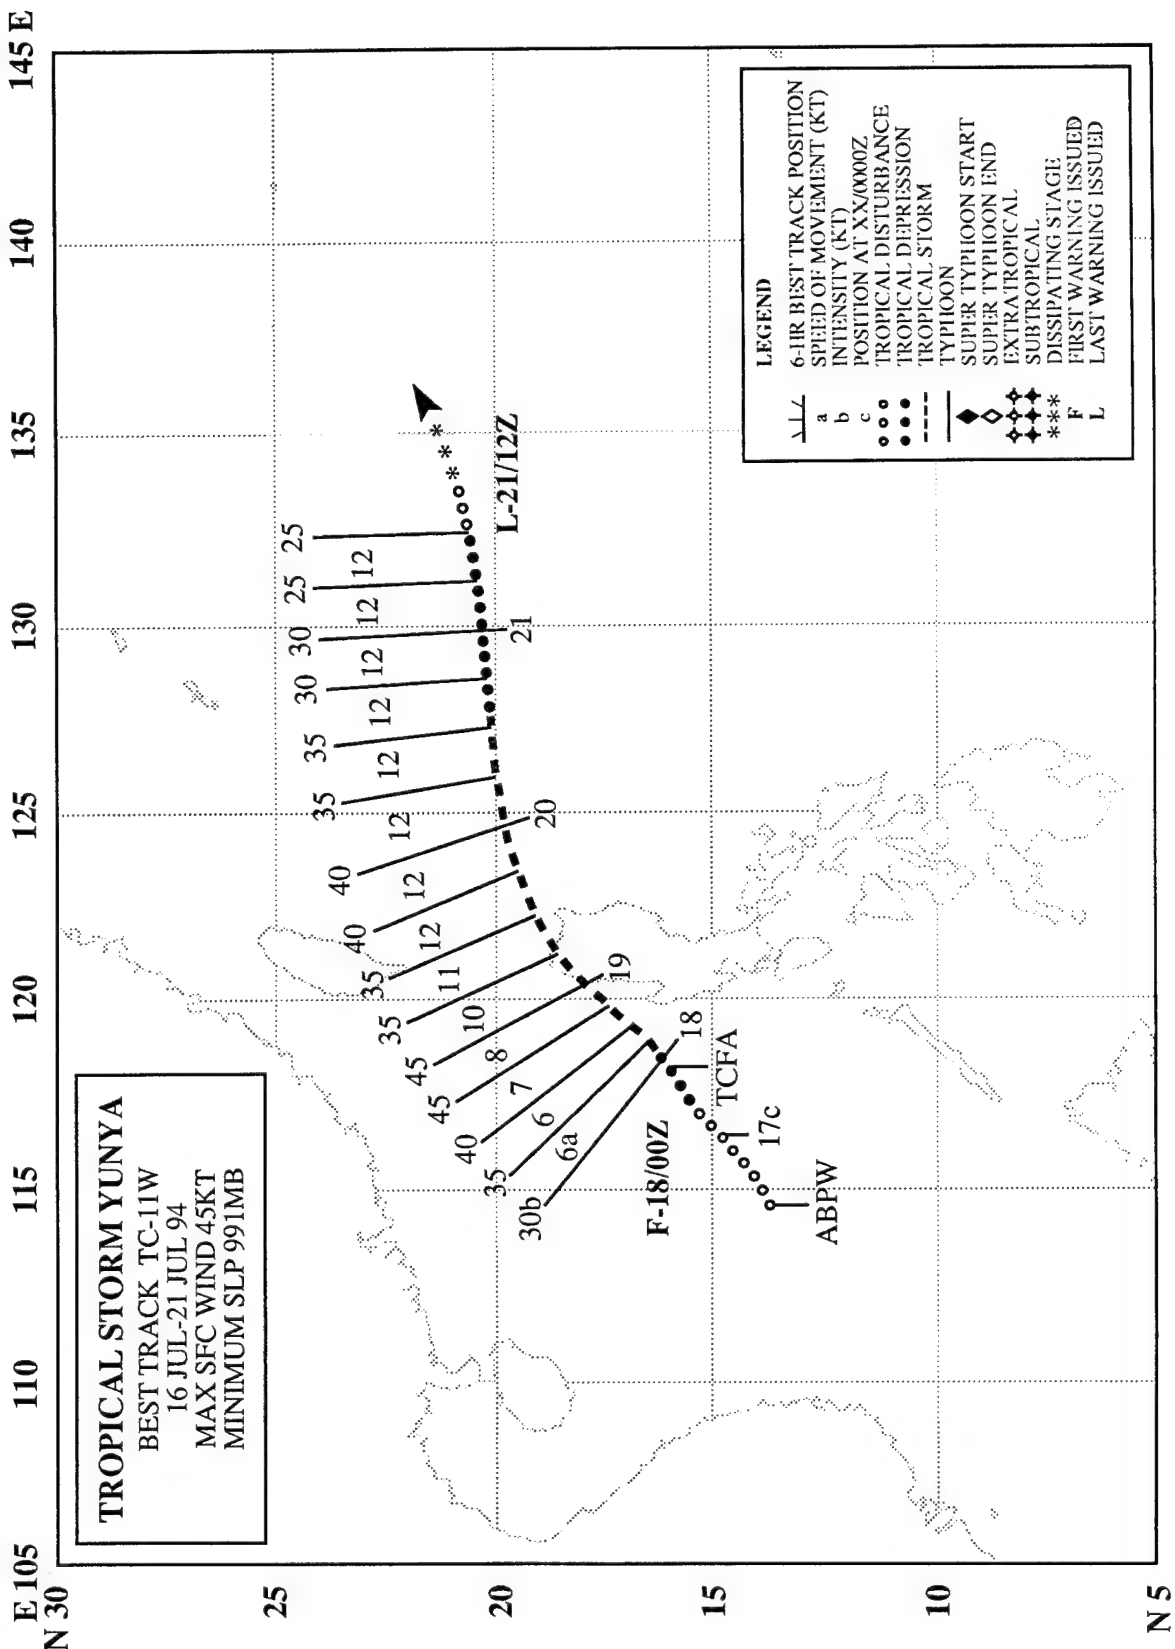 TROPICAL STORM YUNYA
BEST TRACK TC-11W
16 JUL-21 JUL 94
MAX SFC WIND 45KT
MINIMUM SLP 991MB
E 105
110
115
120
125
130
135
140
145 E
N 30
25
20
15
10
N 5
30b
35
40
45
45
35
35
40
40
35
35
30
30
25
25
6a
6
7
8
10
11
12
12
12
12
12
12
12
12
ABPW
17c
TCFA
18
F-18/00Z
19
20
21
L-21/12Z
LEGEND
6-HR BEST TRACK POSITION
a SPEED OF MOVEMENT (KT)
b INTENSITY (KT)
c POSITION AT XX/0000Z
TROPICAL DISTURBANCE
TROPICAL DEPRESSION
TROPICAL STORM
TYPHOON
SUPER TYPHOON START
SUPER TYPHOON END
EXTRATROPICAL
SUBTROPICAL
*** DISSIPATING STAGE
F FIRST WARNING ISSUED
L LAST WARNING ISSUED